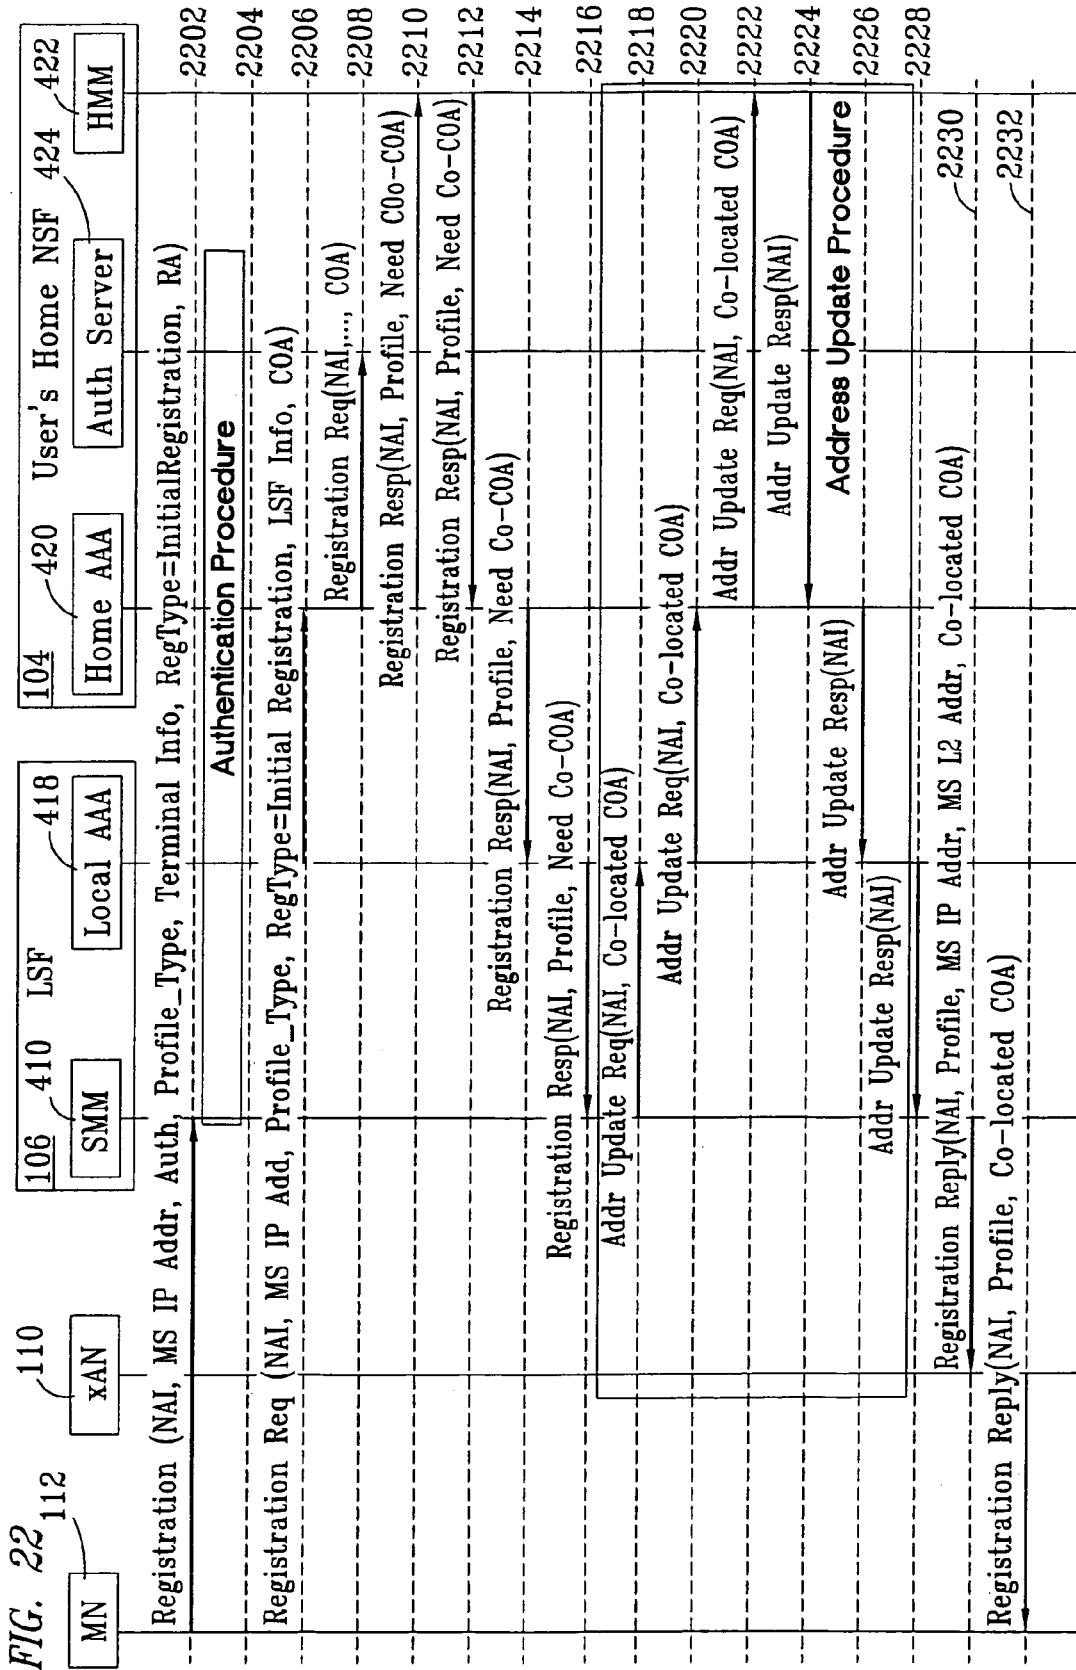 FIG. 22
112
MN
110
xAN
106
LSF
410
SMM
418
Local AAA
104
User's Home NSF
420
Home AAA
424
Auth Server
422
HMM
Registration (NAI, MS IP Addr, Auth, Profile_Type, Terminal Info, RegType=InitialRegistration, RA)
2202
Authentication Procedure
2204
Registration Req (NAI, MS IP Add, Profile_Type, RegType=Initial Registration, LSF Info, COA)
2206
Registration Req(NAI,..., COA)
2208
Registration Resp(NAI, Profile, Need C0o-COA)
2210
Registration Resp(NAI, Profile, Need Co-COA)
2212
Registration Resp(NAI, Profile, Need Co-COA)
2214
Registration Resp(NAI, Profile, Need Co-COA)
2216
Addr Update Req(NAI, Co-located COA)
2218
Addr Update Req(NAI, Co-located COA)
2220
Addr Update Req(NAI, Co-located COA)
2222
Addr Update Resp(NAI)
2224
Address Update Procedure
Addr Update Resp(NAI)
2226
Addr Update Resp(NAI)
2228
Registration Reply(NAI, Profile, MS IP Addr, MS L2 Addr, Co-located COA)
2230
Registration Reply(NAI, Profile, Co-located COA)
2232